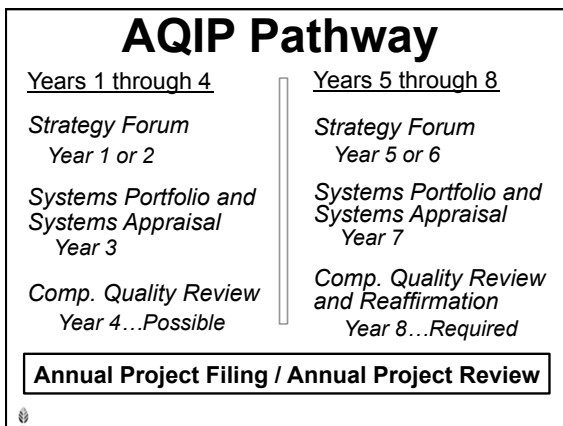 AQIP Pathway
Years 1 through 4
Strategy Forum
Year 1 or 2
Systems Portfolio and
Systems Appraisal
Year 3
Comp. Quality Review
Year 4…Possible
Years 5 through 8
Strategy Forum
Year 5 or 6
Systems Portfolio and
Systems Appraisal
Year 7
Comp. Quality Review
and Reaffirmation
Year 8…Required
Annual Project Filing / Annual Project Review